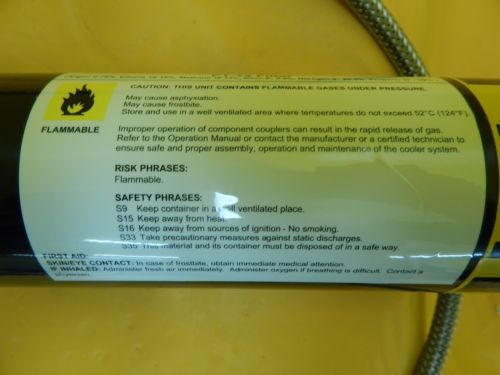 CAUTION: THIS UNIT CONTAINS FLAMMABLE GASES UNDER PRESSURE.
May cause asphyxiation.
May cause frostbite.
Store and use in a well ventilated area where temperatures do not exceed 52°C (124°F).
FLAMMABLE
Improper operation of component couplers can result in the rapid release of gas.
Refer to the Operation Manual or contact the manufacturer or a certified technician to
ensure safe and proper assembly, operation and maintenance of the cooler system.
RISK PHRASES:
Flammable.
SAFETY PHRASES:
S9 Keep container in a well ventilated place.
S15 Keep away from heat.
S16 Keep away from sources of ignition - No smoking.
S33 Take precautionary measures against static discharges.
S35 This material and its container must be disposed of in a safe way.
FIRST AID:
SKIN/EYE CONTACT: In case of frostbite, obtain immediate medical attention.
IF INHALED: Administer fresh air immediately. Administer oxygen if breathing is difficult. Contact a
physician.